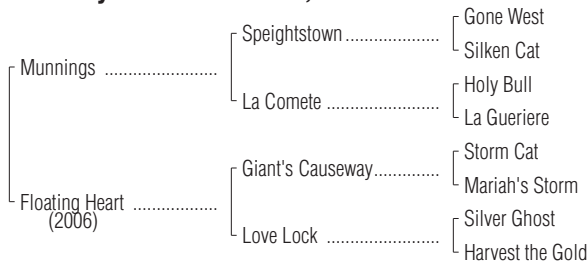 Gone West
Speightstown ....................
Silken Cat
Munnings ........................
Holy Bull
La Comete ........................
La Gueriere
Storm Cat
Giant's Causeway..............
Mariah's Storm
Floating Heart ..................
(2006)
Silver Ghost
Love Lock ........................
Harvest the Gold